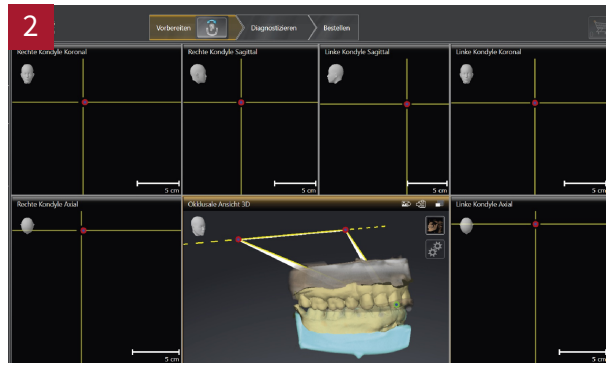 2
Vorbereiten
Diagnostizieren
Bestellen
Rechte Kondyle Koronal
Rechte Kondyle Sagittal
Linke Kondyle Sagittal
Linke Kondyle Koronal
5 cm
5 cm
5 cm
5 cm
Rechte Kondyle Axial
Okklusale Ansicht 3D
Linke Kondyle Axial
5 cm
5 cm